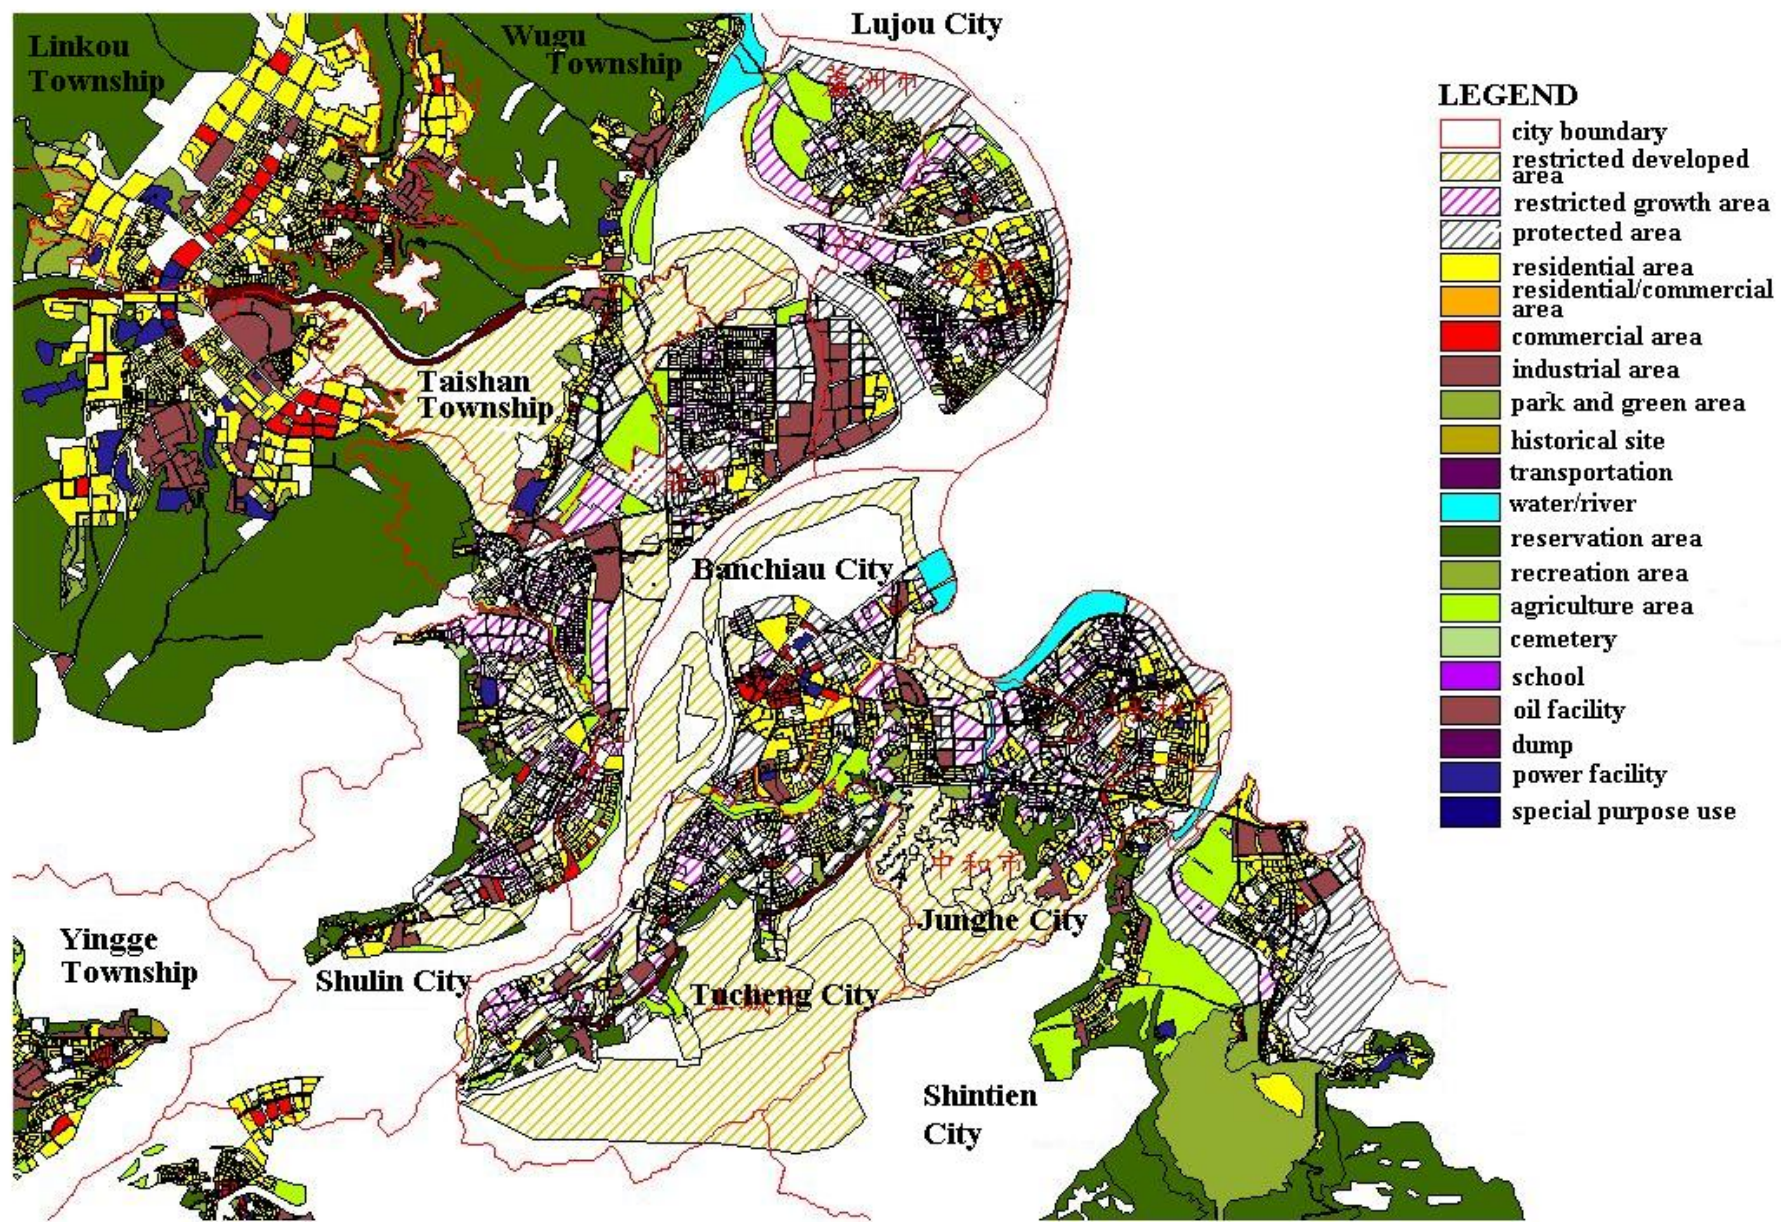 Lujou City
Linkou
Township
Wugu
Township
蘆洲市
Taishan
Township
Banchiau City
中和市
Junghe City
Yingge
Township
Shulin City
Tucheng City
Shintien
City
LEGEND
city boundary
restricted developed
area
restricted growth area
protected area
residential area
residential/commercial
area
commercial area
industrial area
park and green area
historical site
transportation
water/river
reservation area
recreation area
agriculture area
cemetery
school
oil facility
dump
power facility
special purpose use